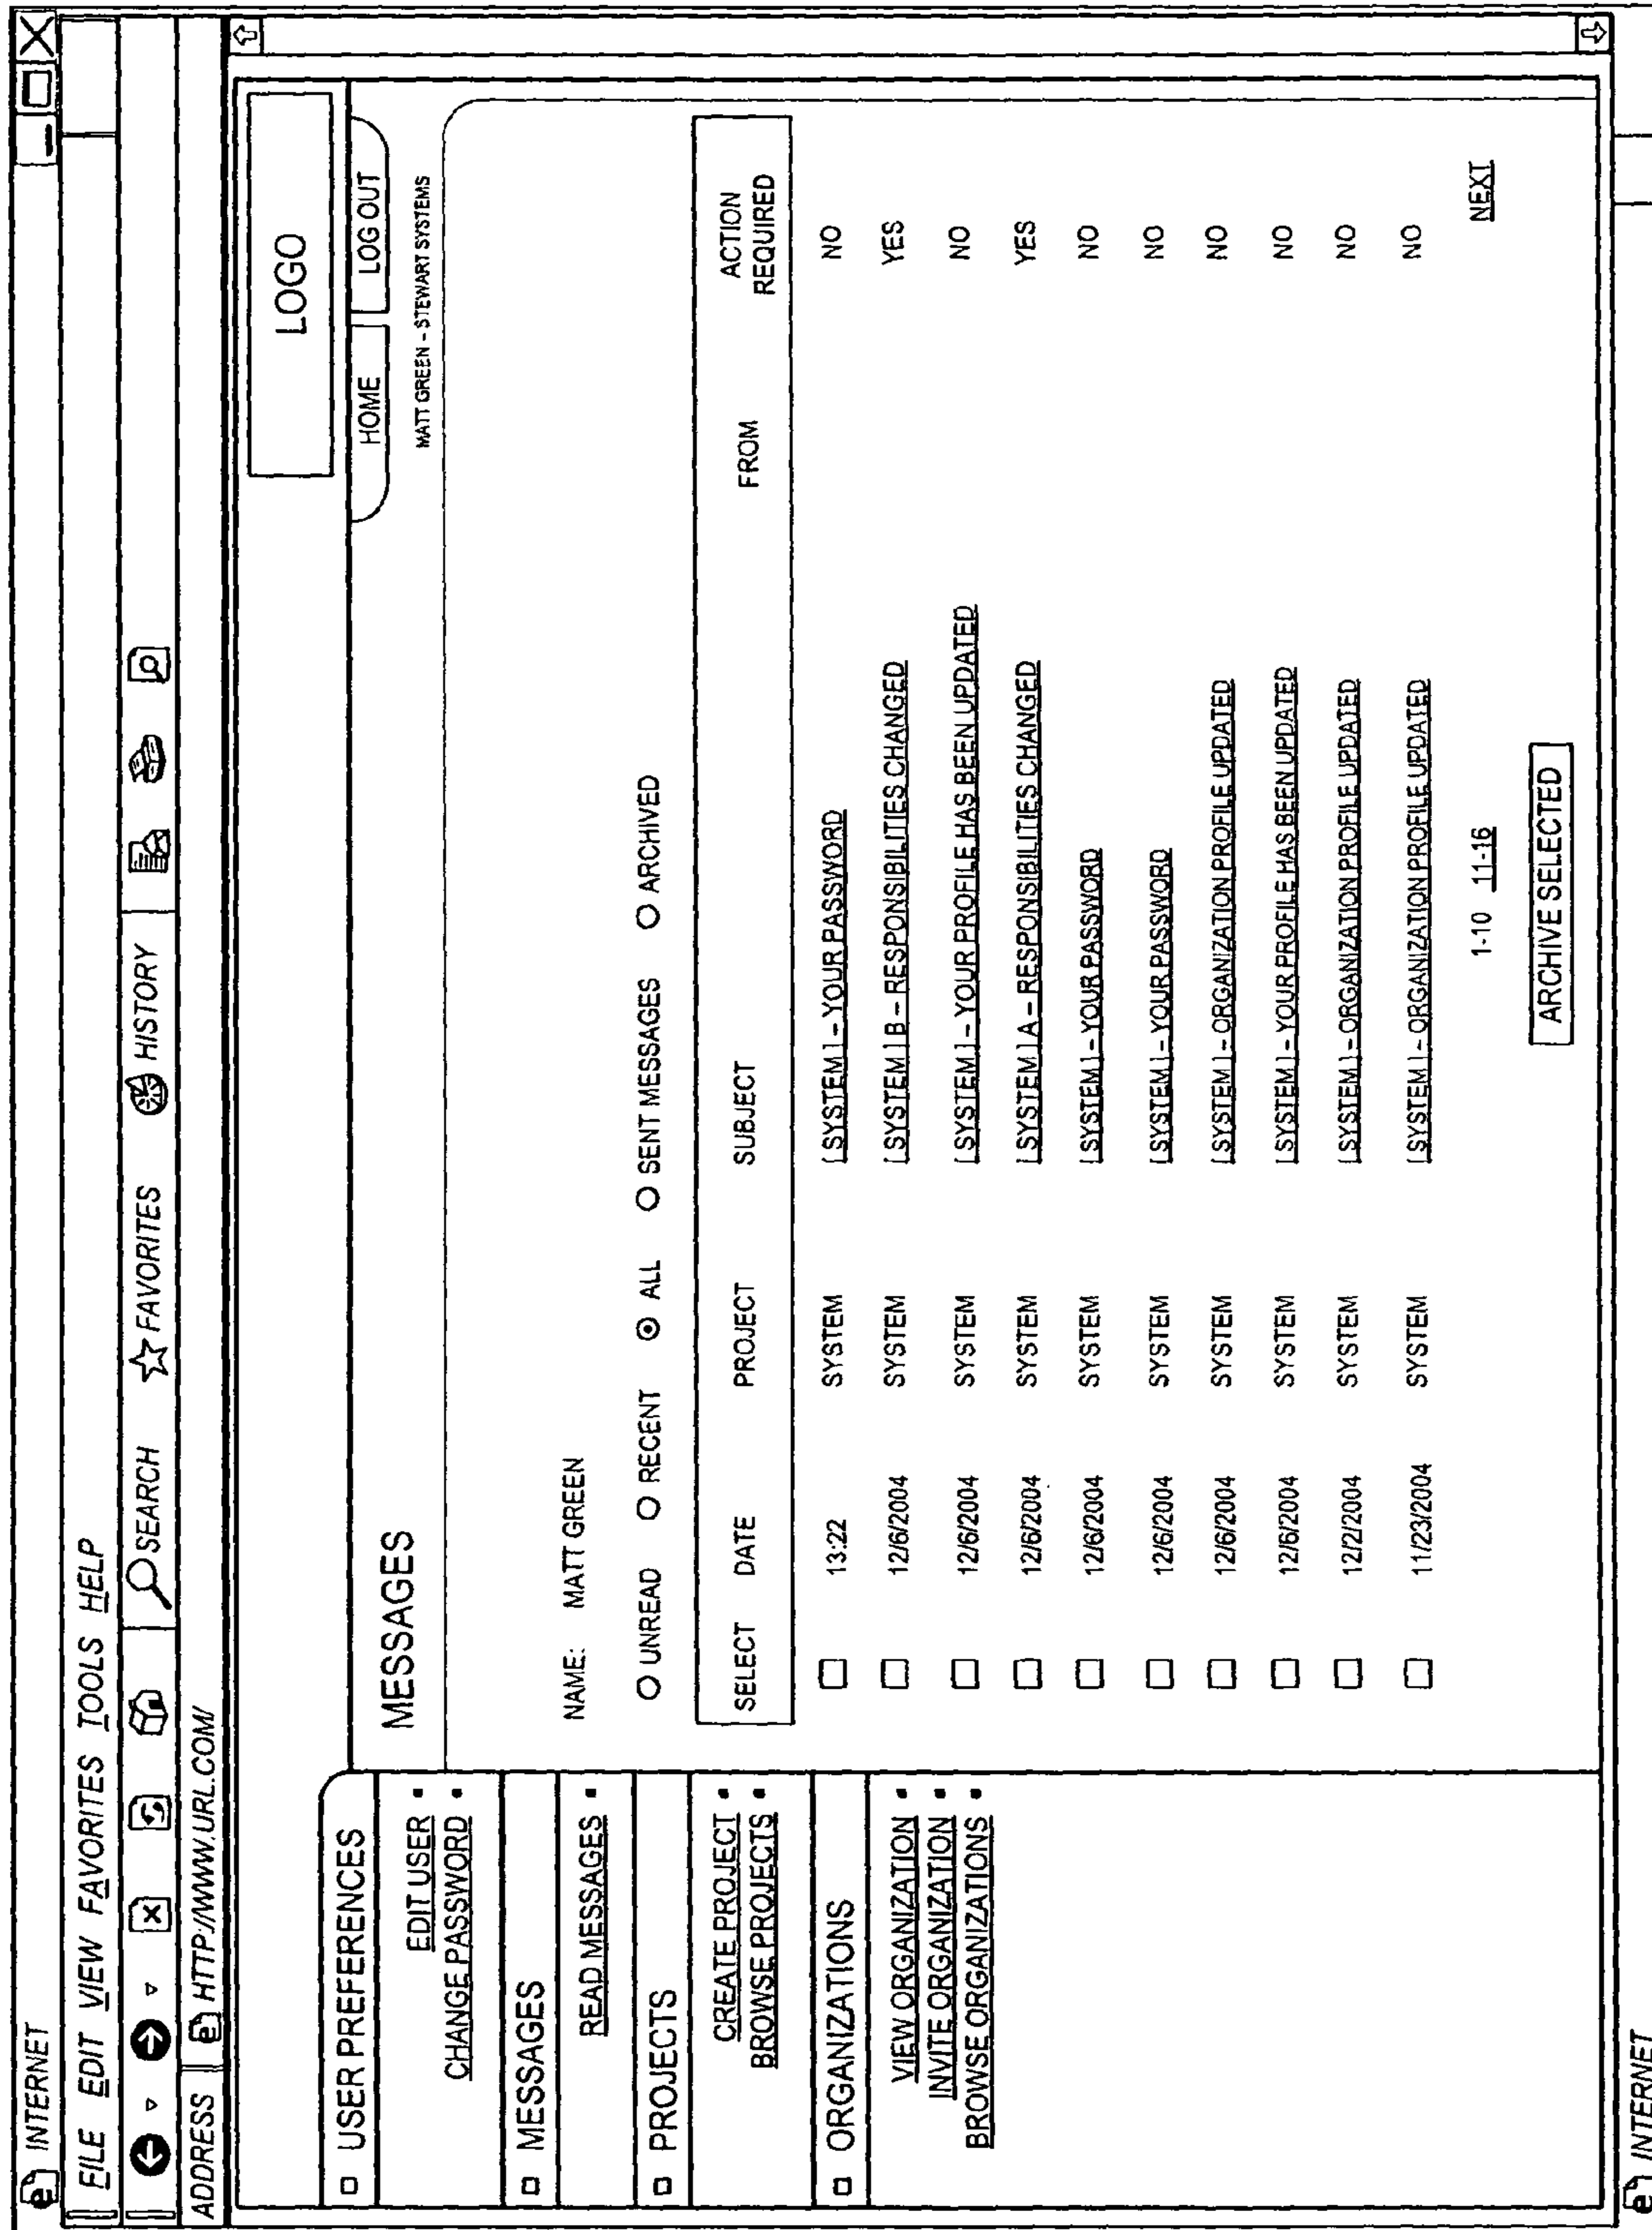 INTERNET
FILE EDIT VIEW FAVORITES TOOLS HELP
SEARCH FAVORITES HISTORY
ADDRESS HTTP://WWW.URL.COM/
LOGO
HOME LOG OUT
MATT GREEN - STEWART SYSTEMS
USER PREFERENCES
EDIT USER
CHANGE PASSWORD
MESSAGES
READ MESSAGES
PROJECTS
CREATE PROJECT
BROWSE PROJECTS
ORGANIZATIONS
VIEW ORGANIZATION
INVITE ORGANIZATION
BROWSE ORGANIZATIONS
MESSAGES
NAME: MATT GREEN
UNREAD RECENT ALL SENT MESSAGES ARCHIVED
SELECT DATE PROJECT SUBJECT FROM ACTION REQUIRED
13:22 SYSTEM [SYSTEM] - YOUR PASSWORD NO
12/6/2004 SYSTEM [SYSTEM] B - RESPONSIBILITIES CHANGED YES
12/6/2004 SYSTEM [SYSTEM] - YOUR PROFILE HAS BEEN UPDATED NO
12/6/2004 SYSTEM [SYSTEM] A - RESPONSIBILITIES CHANGED YES
12/6/2004 SYSTEM [SYSTEM] - YOUR PASSWORD NO
12/6/2004 SYSTEM [SYSTEM] - YOUR PASSWORD NO
12/6/2004 SYSTEM [SYSTEM] - ORGANIZATION PROFILE UPDATED NO
12/6/2004 SYSTEM [SYSTEM] - YOUR PROFILE HAS BEEN UPDATED NO
12/2/2004 SYSTEM [SYSTEM] - ORGANIZATION PROFILE UPDATED NO
11/23/2004 SYSTEM [SYSTEM] - ORGANIZATION PROFILE UPDATED NO
1-10 11-16 NEXT
ARCHIVE SELECTED
INTERNET